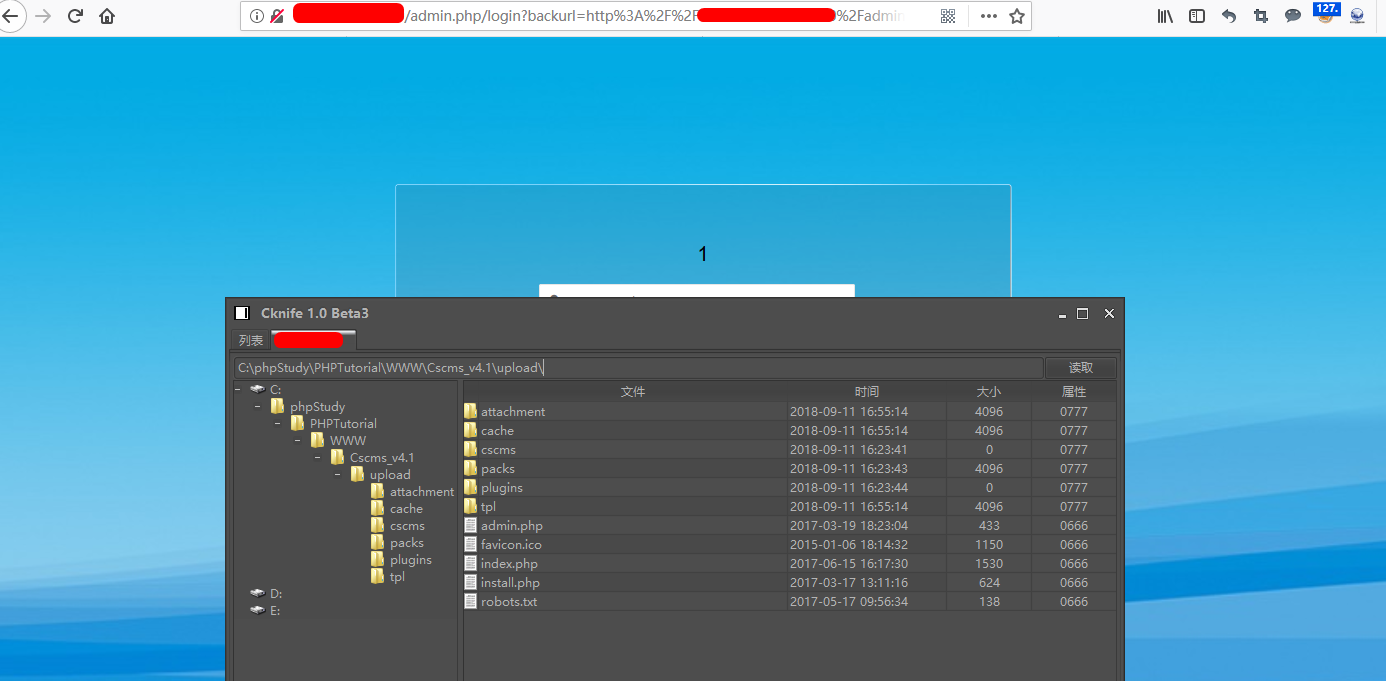 /admin.php/login?backurl=http%3A%2F%2F %2Fadmin
127.
1
Cknife 1.0 Beta3
列表
C:\phpStudy\PHPTutorial\WWW\Cscms_v4.1\upload\
读取
C:
phpStudy
PHPTutorial
WWW
Cscms_v4.1
upload
attachment
cache
cscms
packs
plugins
tpl
D:
E:
文件 时间 大小 属性
attachment 2018-09-11 16:55:14 4096 0777
cache 2018-09-11 16:55:14 4096 0777
cscms 2018-09-11 16:23:41 0 0777
packs 2018-09-11 16:23:43 4096 0777
plugins 2018-09-11 16:23:44 0 0777
tpl 2018-09-11 16:55:14 4096 0777
admin.php 2017-03-19 18:23:04 433 0666
favicon.ico 2015-01-06 18:14:32 1150 0666
index.php 2017-06-15 16:17:30 1530 0666
install.php 2017-03-17 13:11:16 624 0666
robots.txt 2017-05-17 09:56:34 138 0666